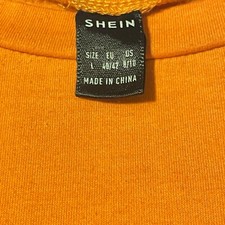 SHEIN
SIZE EU US
L 40/42 8/10
MADE IN CHINA